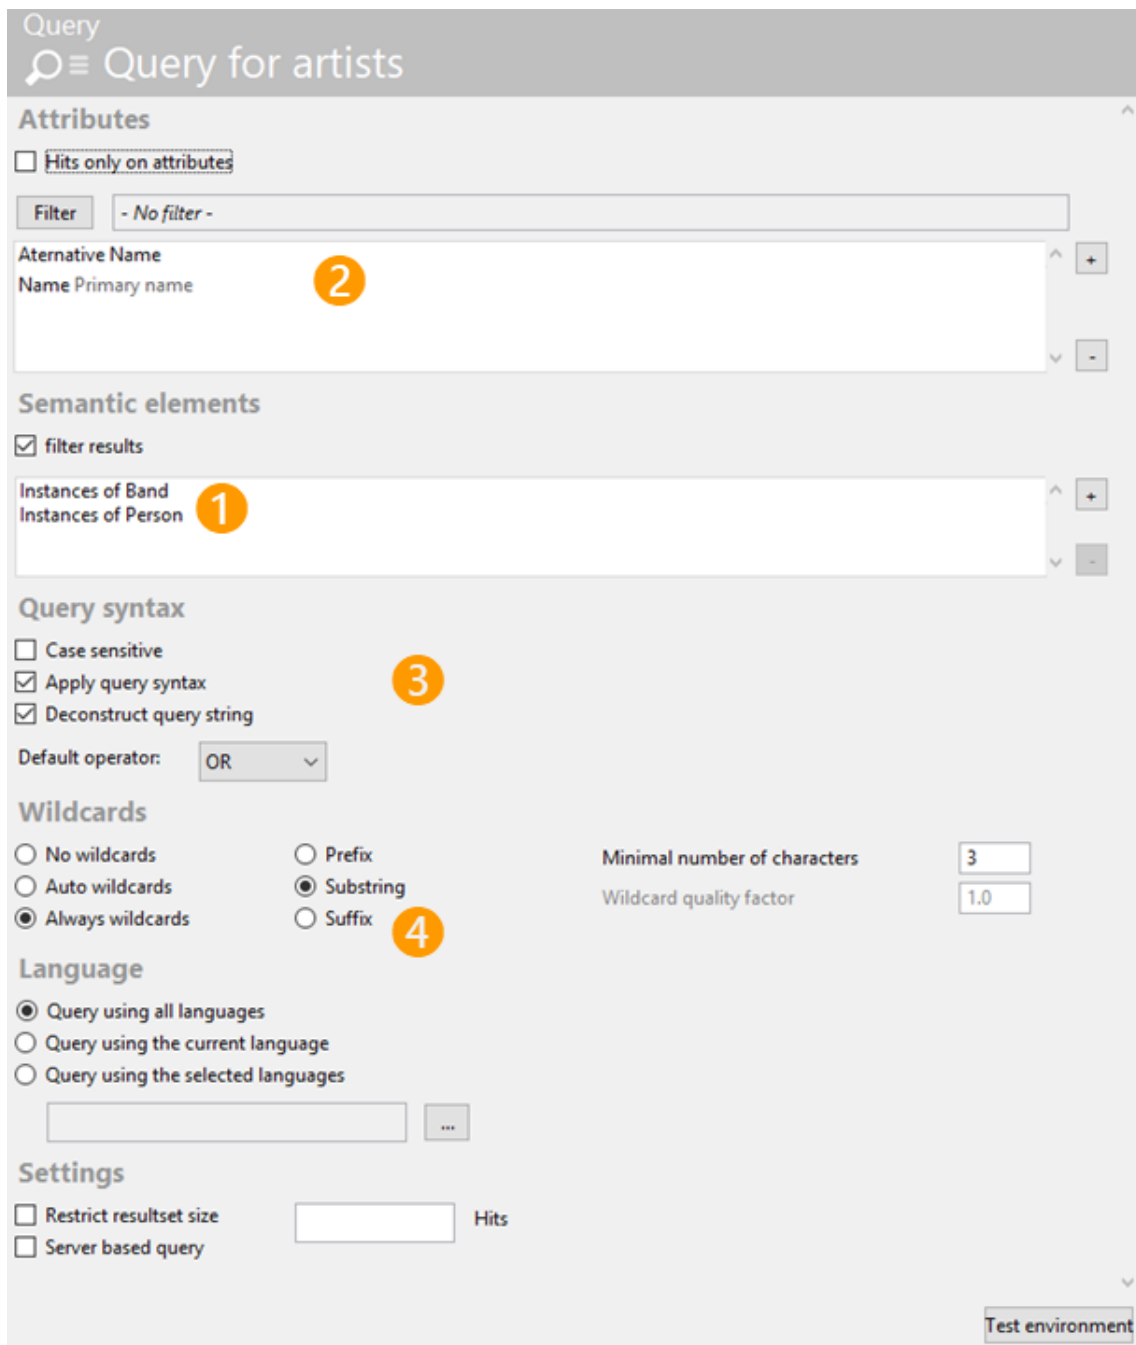 Query
Query for artists
Attributes
Hits only on attributes
Filter - No filter -
Aternative Name
Name Primary name
2
+
-
Semantic elements
filter results
Instances of Band
Instances of Person
1
+
-
Query syntax
Case sensitive
Apply query syntax
3
Deconstruct query string
Default operator: OR
Wildcards
No wildcards Prefix Minimal number of characters 3
Auto wildcards Substring Wildcard quality factor 1.0
Always wildcards Suffix 4
Language
Query using all languages
Query using the current language
Query using the selected languages
...
Settings
Restrict resultset size Hits
Server based query
Test environment